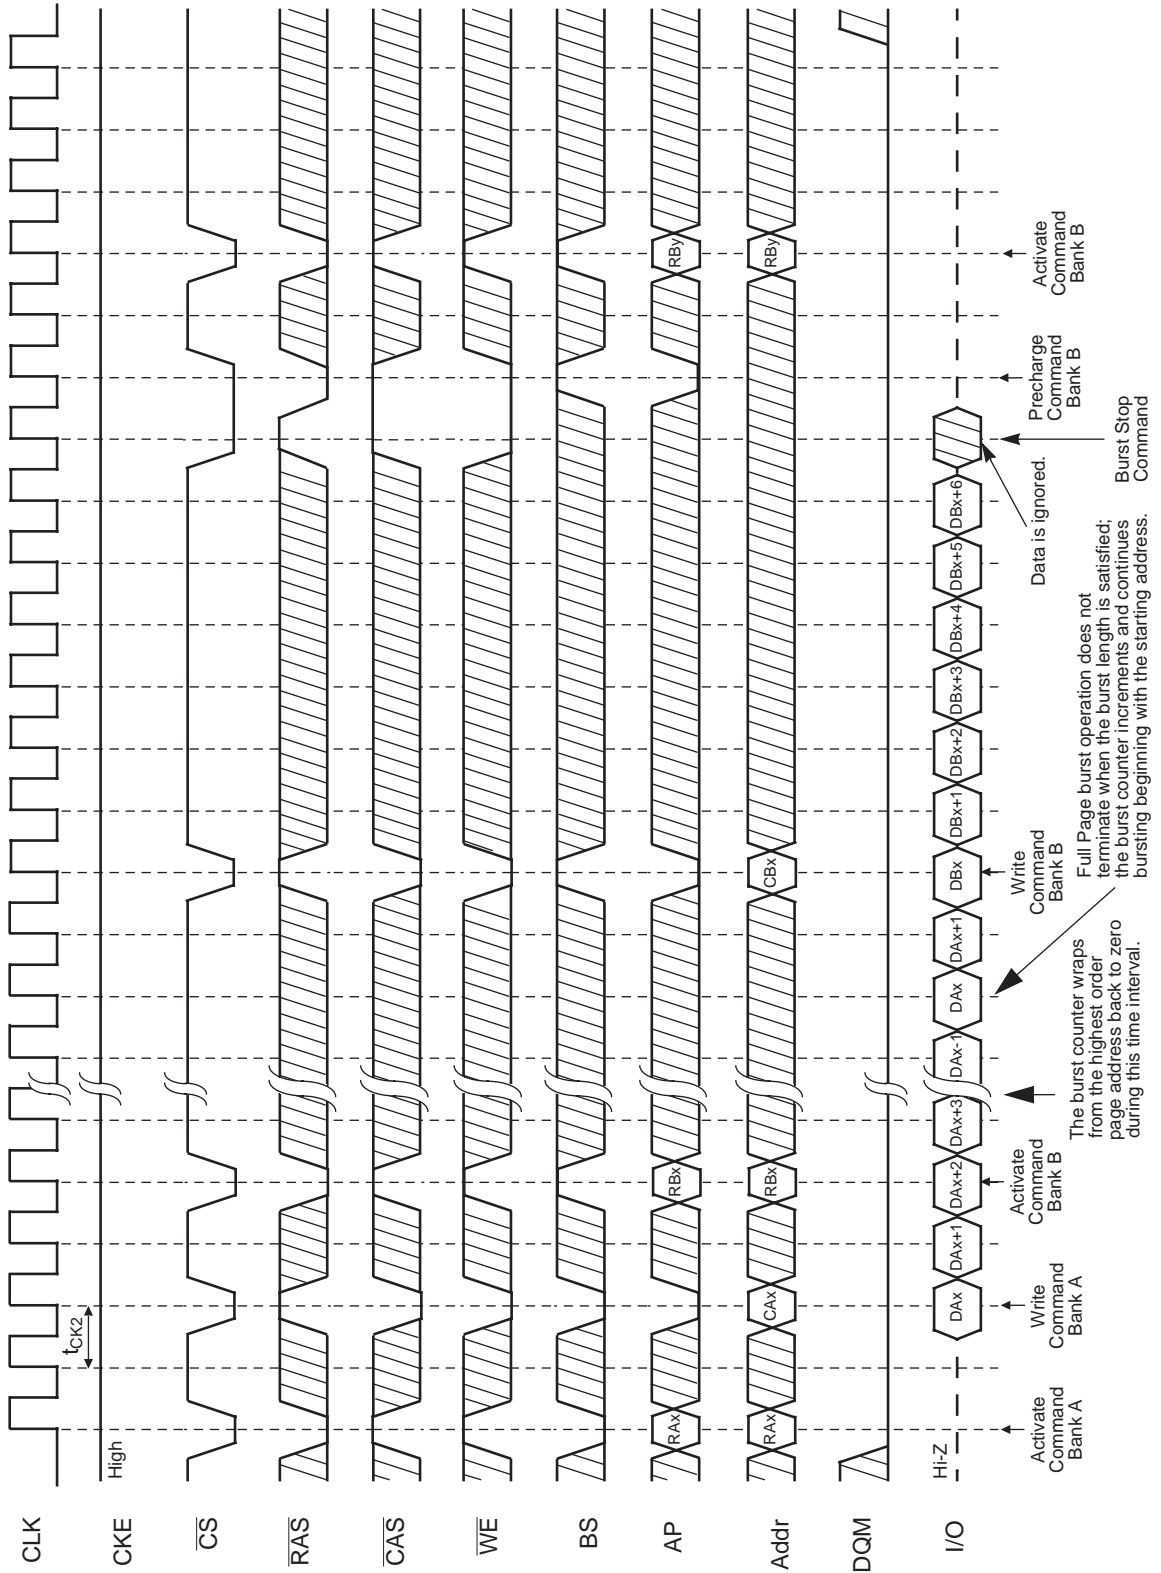 CLK
t CK2
CKE
High
CS
RAS
CAS
WE
BS
AP
RAx
RBx
RBy
Addr
RAx
CAx
RBx
CBx
RBy
DQM
I/O
Hi-Z
DAx
DAx+1
DAx+2
DAx+3
DAx-1
DAx
DAx+1
DBx
DBx+1
DBx+2
DBx+3
DBx+4
DBx+5
DBx+6
Activate
Command
Bank A
Write
Command
Bank A
Activate
Command
Bank B
The burst counter wraps
from the highest order
page address back to zero
during this time interval.
Write
Command
Bank B
Full Page burst operation does not
terminate when the burst length is satisfied;
the burst counter increments and continues
bursting beginning with the starting address.
Data is ignored.
Burst Stop
Command
Precharge
Command
Bank B
Activate
Command
Bank B